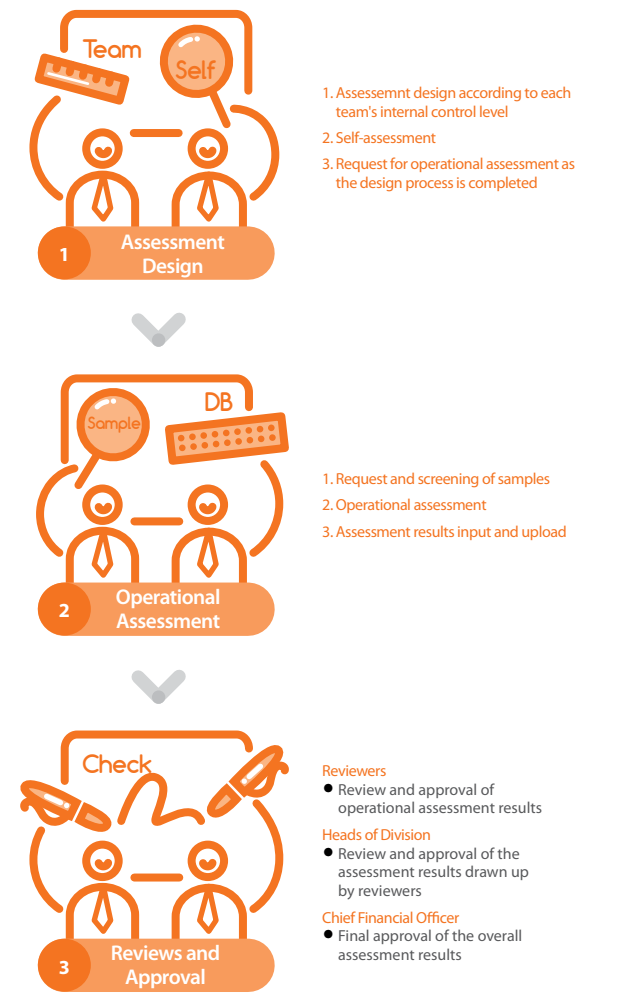 Team
Self
1. Assessemnt design according to each
team's internal control level
2. Self-assessment
3. Request for operational assessment as
the design process is completed
1
Assessment
Design
Sample
DB
1. Request and screening of samples
2. Operational assessment
3. Assessment results input and upload
2
Operational
Assessment
Check
Reviewers
● Review and approval of
operational assessment results
Heads of Division
● Review and approval of the
assessment results drawn up
by reviewers
Chief Financial Officer
● Final approval of the overall
assessment results
3
Reviews and
Approval